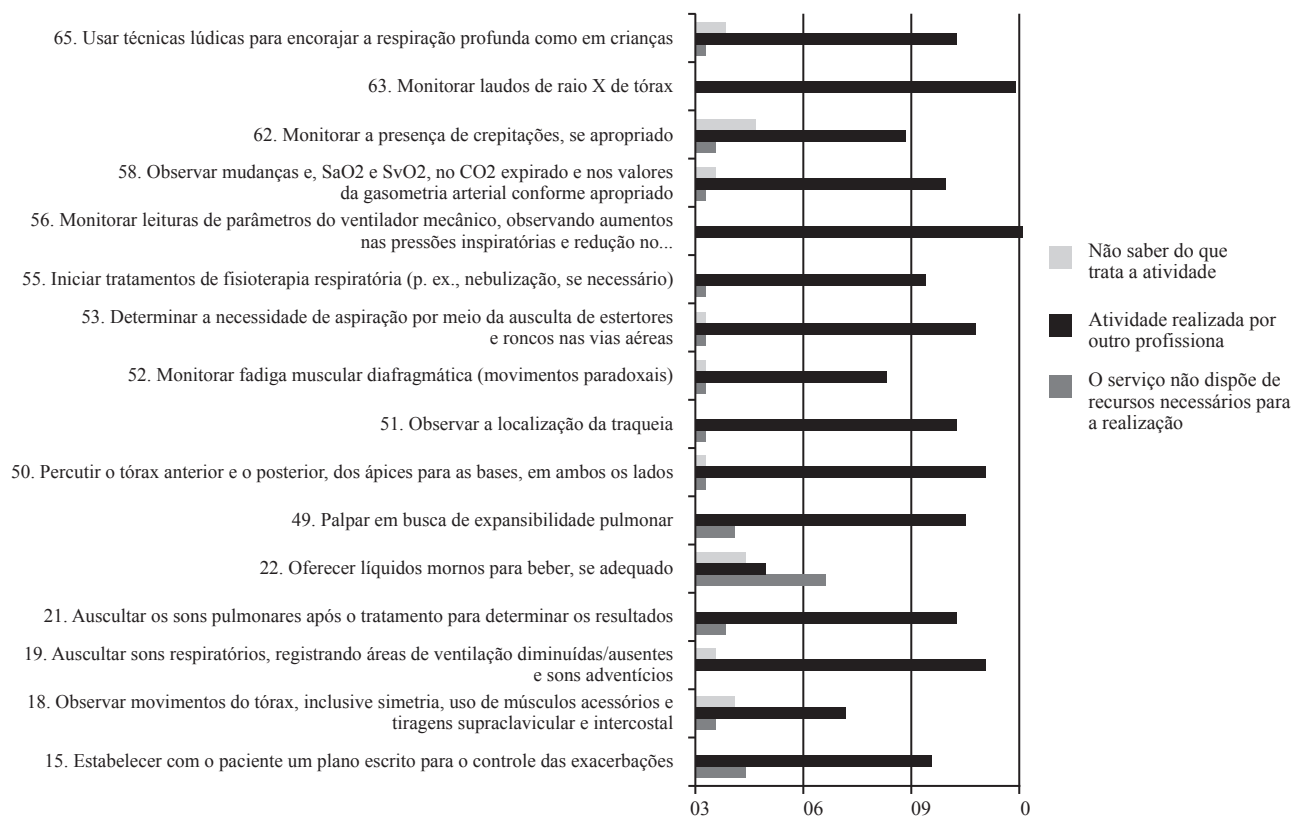 65. Usar técnicas lúdicas para encorajar a respiração profunda como em crianças
63. Monitorar laudos de raio X de tórax
62. Monitorar a presença de crepitações, se apropriado
58. Observar mudanças e, SaO2 e SvO2, no CO2 expirado e nos valores
da gasometria arterial conforme apropriado
56. Monitorar leituras de parâmetros do ventilador mecânico, observando aumentos
nas pressões inspiratórias e redução no...
55. Iniciar tratamentos de fisioterapia respiratória (p. ex., nebulização, se necessário)
53. Determinar a necessidade de aspiração por meio da ausculta de estertores
e roncos nas vias aéreas
52. Monitorar fadiga muscular diafragmática (movimentos paradoxais)
51. Observar a localização da traqueia
50. Percutir o tórax anterior e o posterior, dos ápices para as bases, em ambos os lados
49. Palpar em busca de expansibilidade pulmonar
22. Oferecer líquidos mornos para beber, se adequado
21. Auscultar os sons pulmonares após o tratamento para determinar os resultados
19. Auscultar sons respiratórios, registrando áreas de ventilação diminuídas/ausentes
e sons adventícios
18. Observar movimentos do tórax, inclusive simetria, uso de músculos acessórios e
tiragens supraclavicular e intercostal
15. Estabelecer com o paciente um plano escrito para o controle das exacerbações
03 06 09 0
Não saber do que
trata a atividade
Atividade realizada por
outro profissiona
O serviço não dispõe de
recursos necessários para
a realização